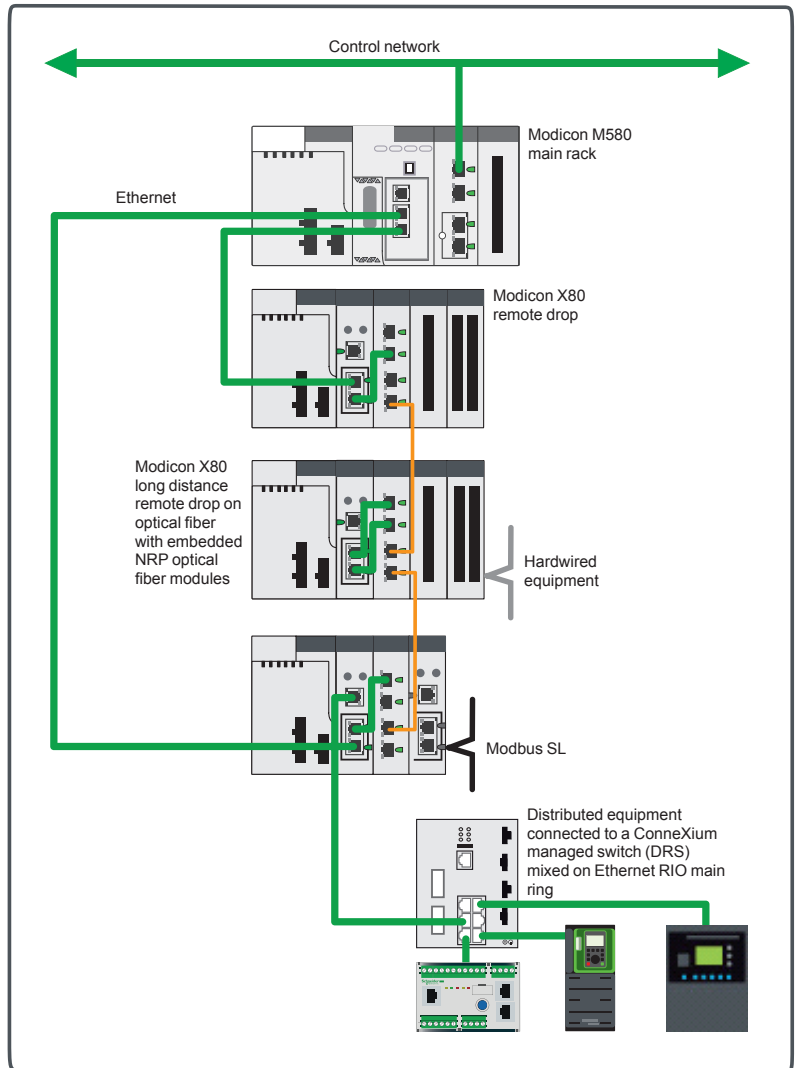 Control network
Modicon M580
main rack
Ethernet
Modicon X80
remote drop
Modicon X80
long distance
remote drop on
optical fiber
with embedded
NRP optical
fiber modules
Hardwired
equipment
Modbus SL
Distributed equipment
connected to a ConneXium
managed switch (DRS)
mixed on Ethernet RIO main
ring